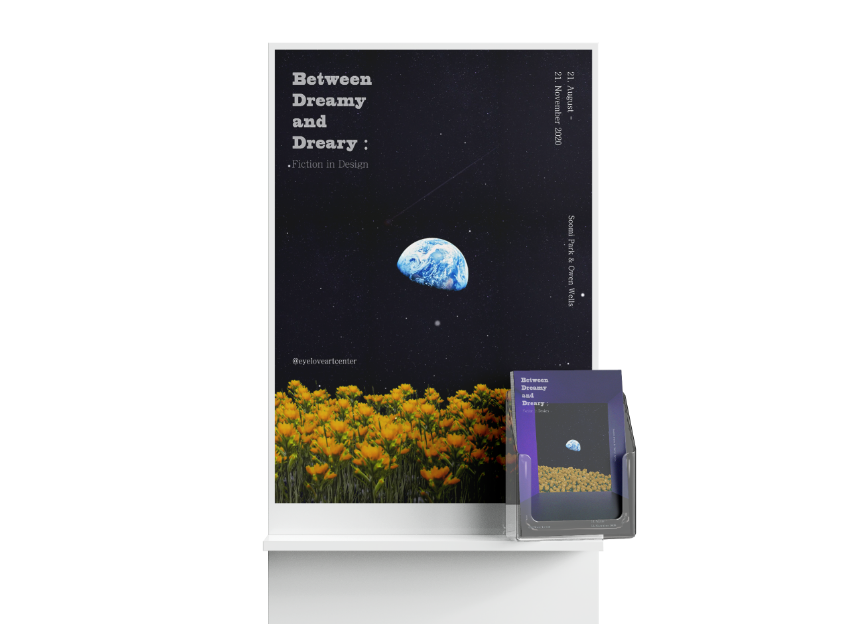 Between
Dreamy
and
Dreary :
Fiction in Design
21. August -
21. November 2020
Soomi Park & Owen Wells
@eyeloveartcenter
Between
Dreamy
and
Dreary :